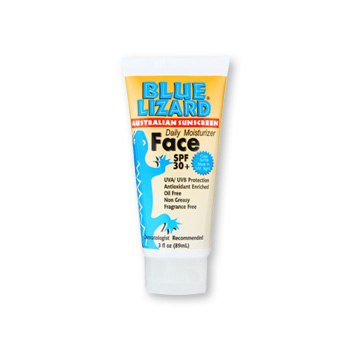 BLUE
LIZARD®
AUSTRALIAN SUNSCREEN
Daily Moisturizer
Face
SPF
30+
UVA/ UVB Protection
Antioxidant Enriched
Oil Free
Non Greasy
Fragrance Free
Dermatologist Recommended
3 fl oz (89mL)